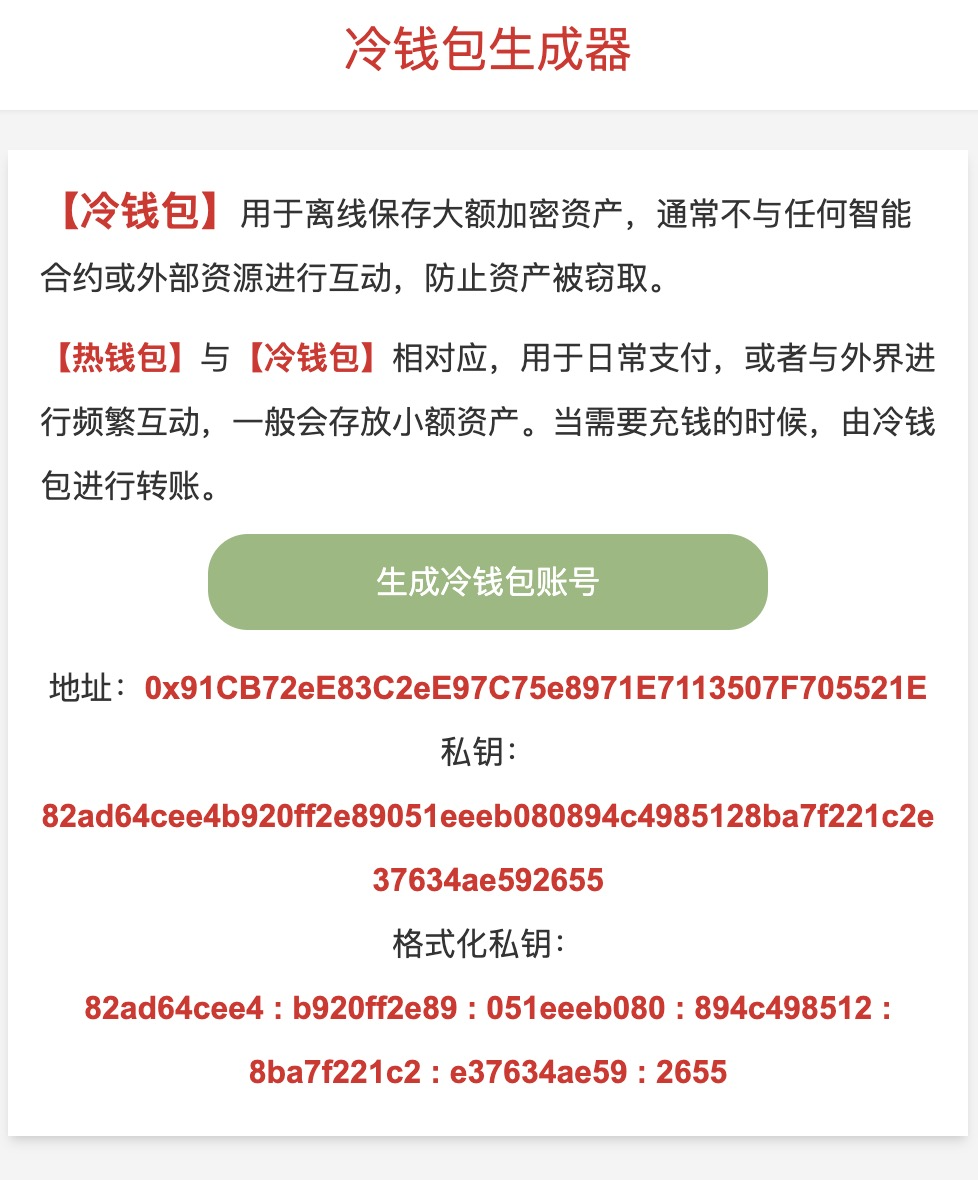 冷钱包生成器
【冷钱包】用于离线保存大额加密资产，通常不与任何智能
合约或外部资源进行互动，防止资产被窃取。
【热钱包】与【冷钱包】相对应，用于日常支付，或者与外界进
行频繁互动，一般会存放小额资产。当需要充钱的时候，由冷钱
包进行转账。
生成冷钱包账号
地址：0x91CB72eE83C2eE97C75e8971E7113507F705521E
私钥：
82ad64cee4b920ff2e89051eeeb080894c4985128ba7f221c2e
37634ae592655
格式化私钥：
82ad64cee4 : b920ff2e89 : 051eeeb080 : 894c498512 :
8ba7f221c2 : e37634ae59 : 2655